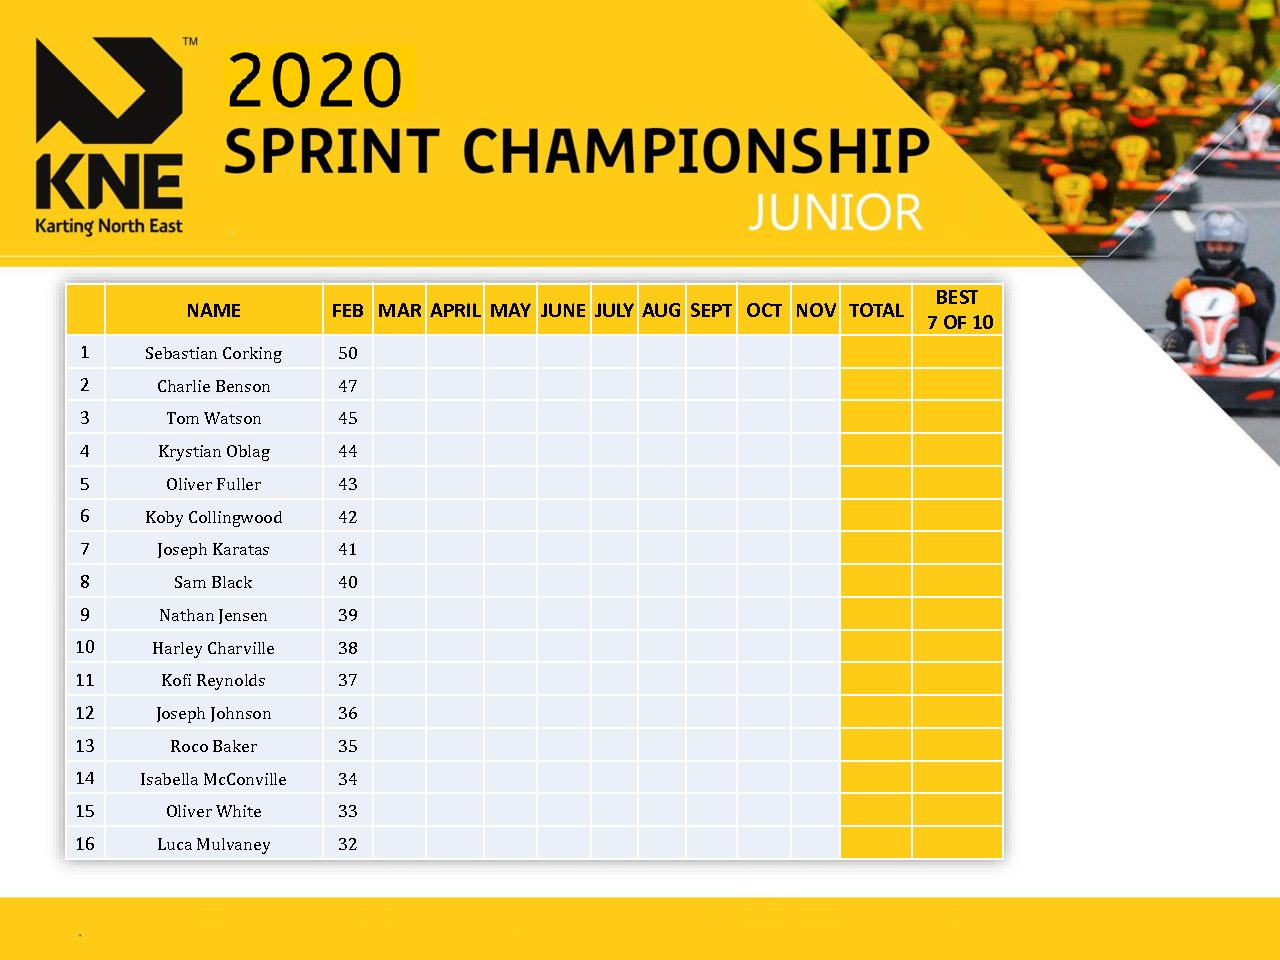 TM
KNE
Karting North East
2020
SPRINT CHAMPIONSHIP
JUNIOR
NAME FEB MAR APRIL MAY JUNE JULY AUG SEPT OCT NOV TOTAL BEST 7 OF 10
1 Sebastian Corking 50
2 Charlie Benson 47
3 Tom Watson 45
4 Krystian Oblag 44
5 Oliver Fuller 43
6 Koby Collingwood 42
7 Joseph Karatas 41
8 Sam Black 40
9 Nathan Jensen 39
10 Harley Charville 38
11 Kofi Reynolds 37
12 Joseph Johnson 36
13 Roco Baker 35
14 Isabella McConville 34
15 Oliver White 33
16 Luca Mulvaney 32